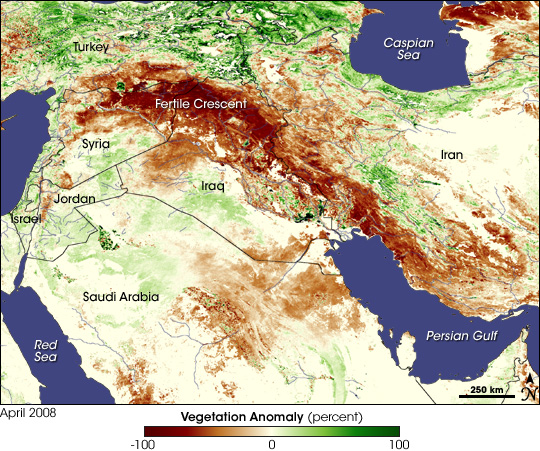 Turkey
Caspian
Sea
Fertile Crescent
Syria
Iran
Iraq
Jordan
Israel
Saudi Arabia
Red
Sea
Persian Gulf
250 km
N
April 2008
Vegetation Anomaly (percent)
-100 0 100